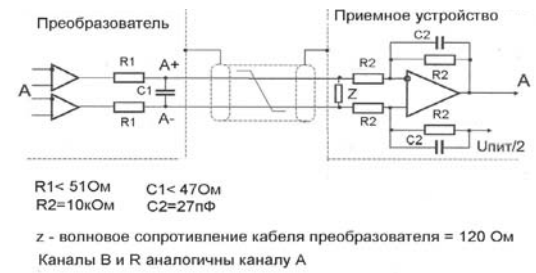 Преобразователь
Приемное устройство
R1
A+
R2
C2
R2
A
C1
Z
A
R1
A-
R2
R2
C2
Uпит/2
R1< 51Ом
C1< 47Ом
R2=10кОм
C2=27пФ
z - волновое сопротивление кабеля преобразователя = 120 Ом
Каналы В и R аналогичны каналу А